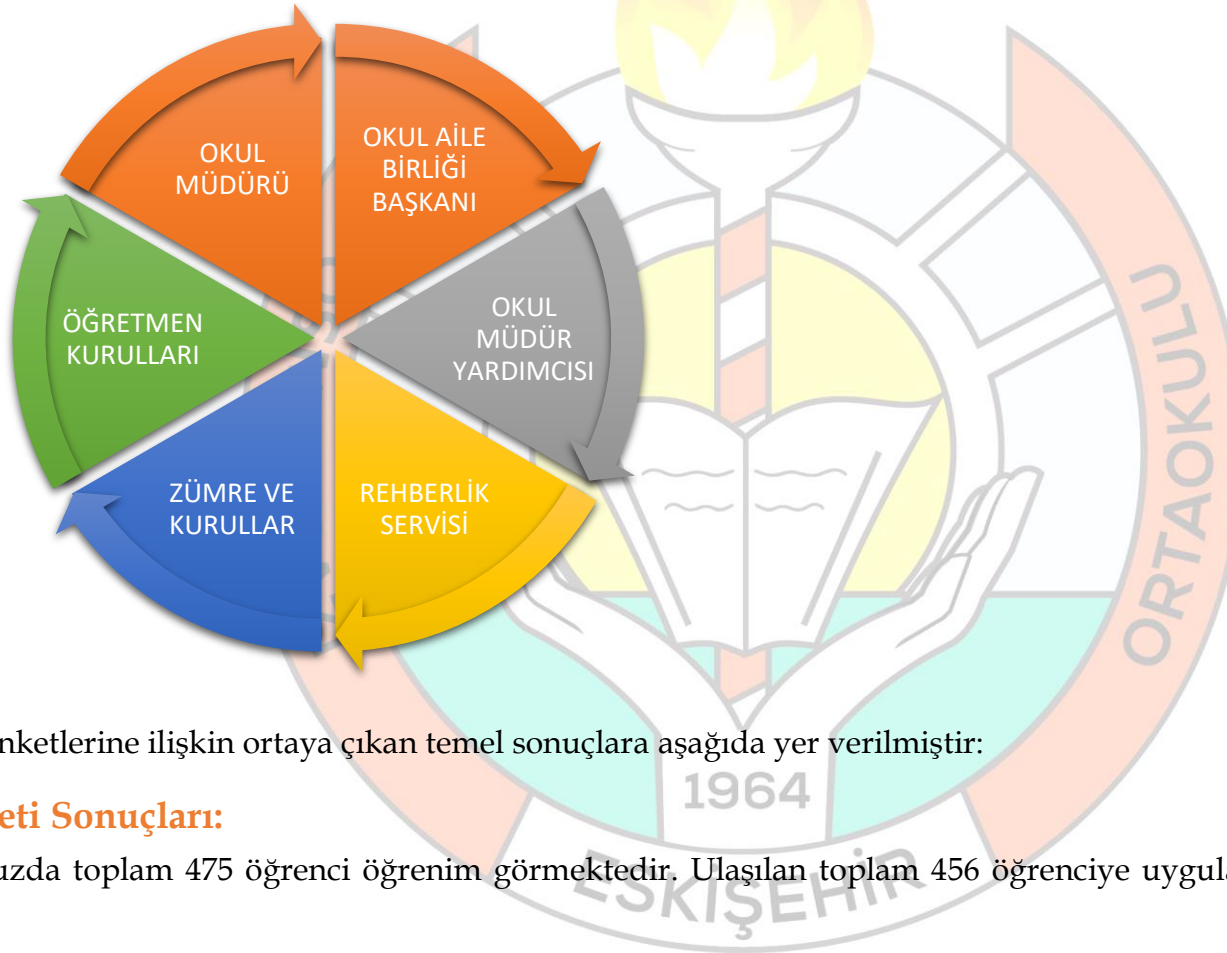 OKUL
MÜDÜRÜ
OKUL AİLE
BİRLİĞİ
BAŞKANI
ÖĞRETMEN
KURULLARI
OKUL
MÜDÜR
YARDIMCISI
ZÜMRE VE
KURULLAR
REHBERLİK
SERVİSİ
ORTAOKULU
nketlerine ilişkin ortaya çıkan temel sonuçlara aşağıda yer verilmiştir:
1964
eti Sonuçları:
uzda toplam 475 öğrenci öğrenim görmektedir. Ulaşılan toplam 456 öğrenciye uygula
ESKİŞEHİR